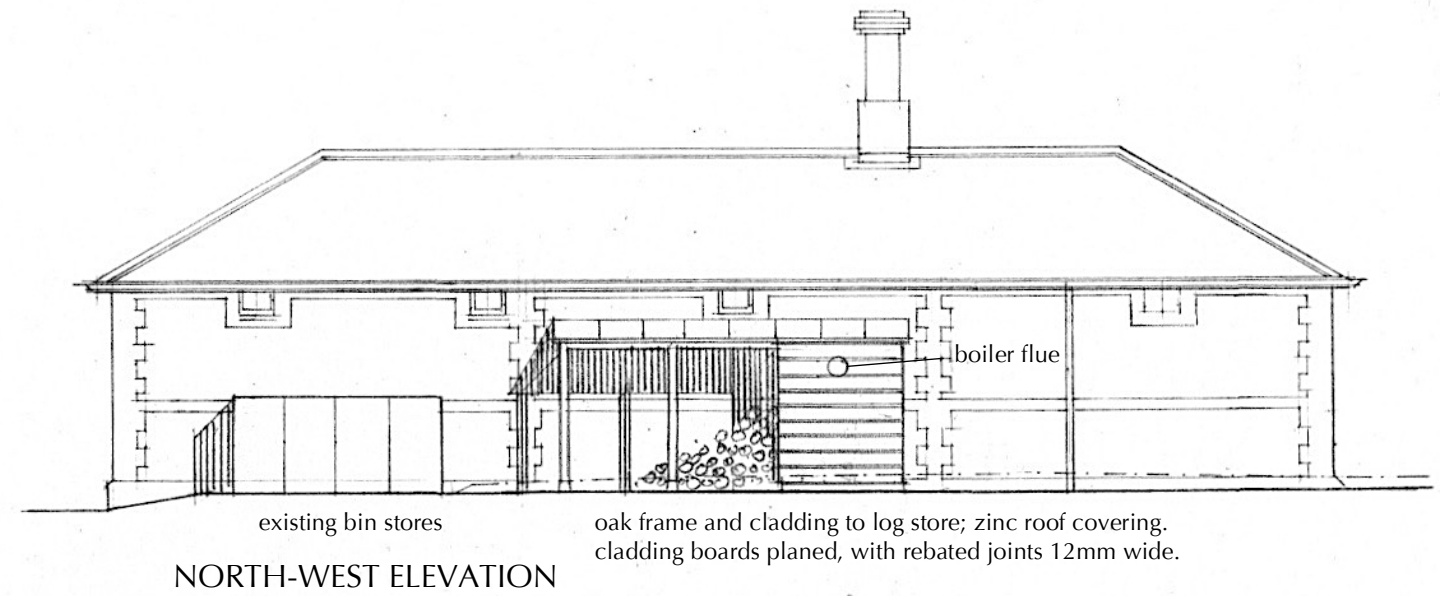 boiler flue
existing bin stores
oak frame and cladding to log store; zinc roof covering.
cladding boards planed, with rebated joints 12mm wide.
NORTH-WEST ELEVATION